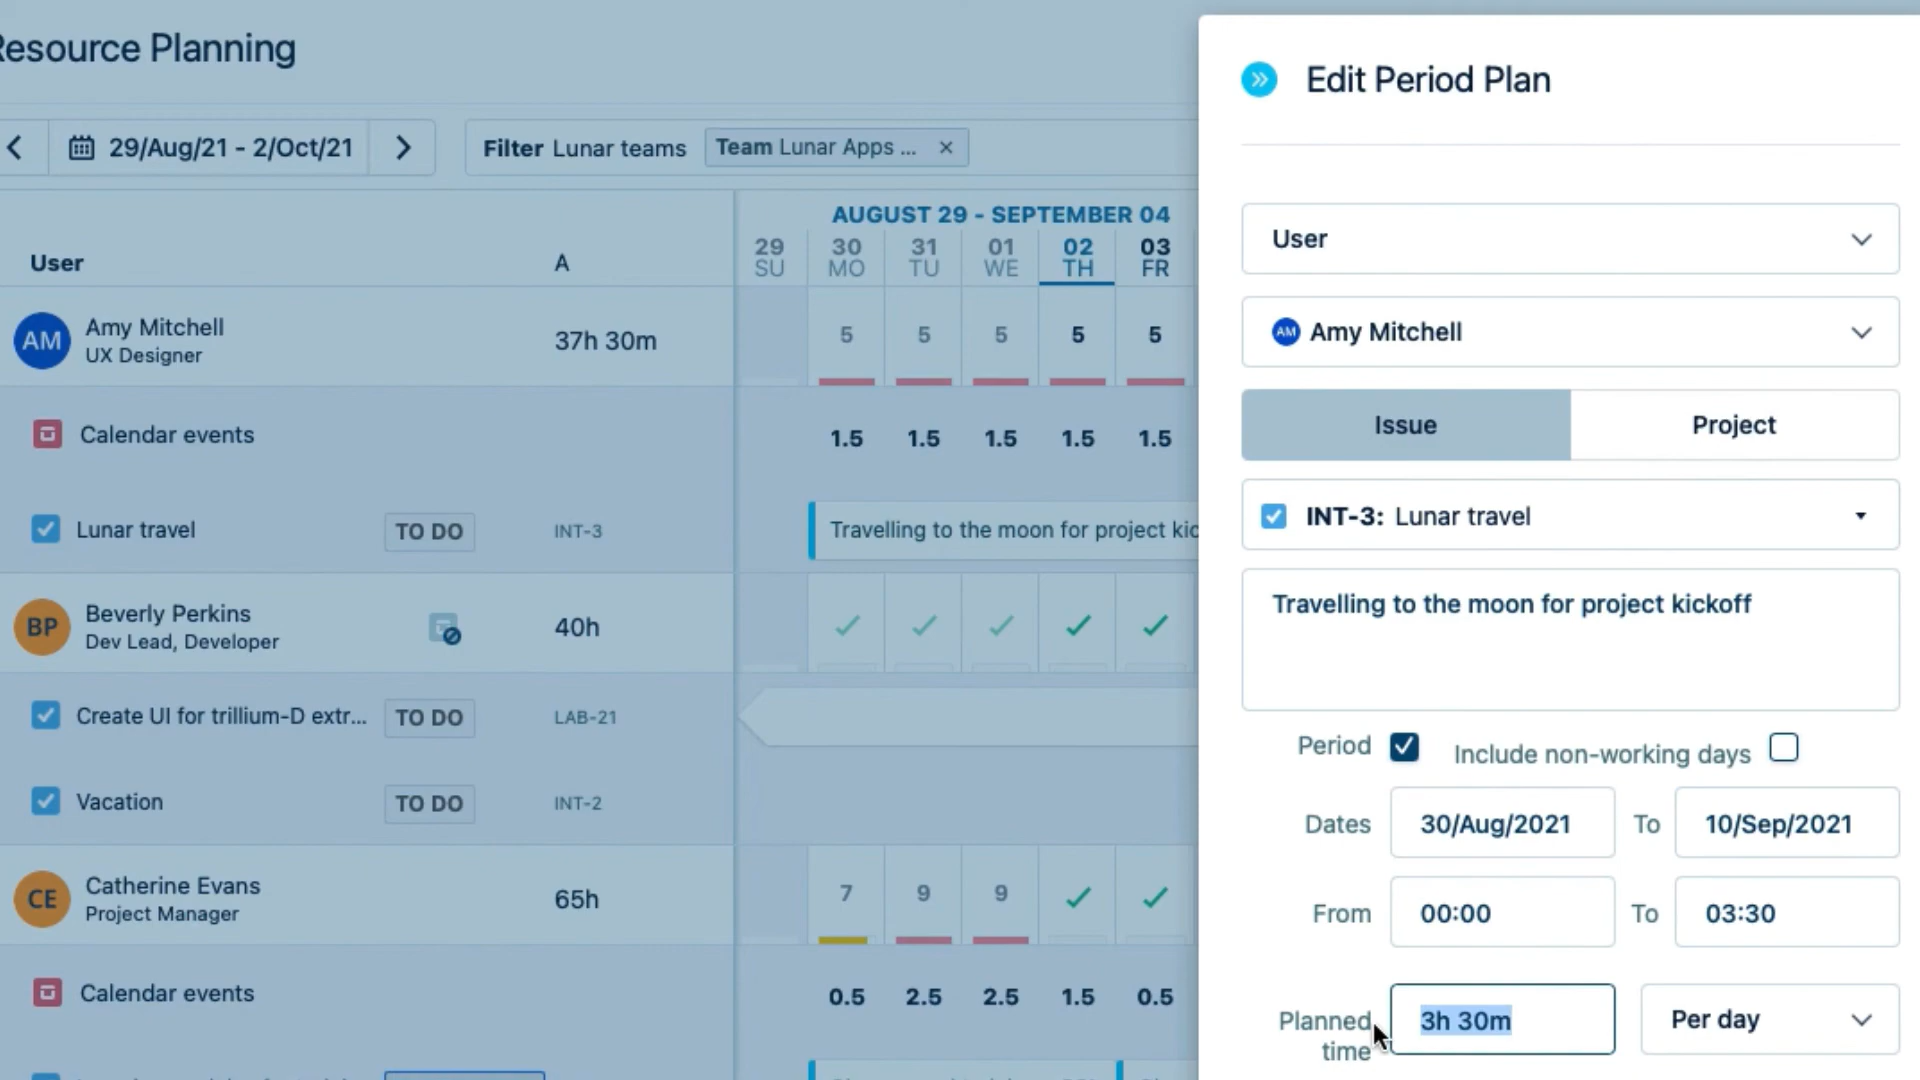 Resource Planning
29/Aug/21 - 2/Oct/21
Filter Lunar teams
Team Lunar Apps ...
AUGUST 29 - SEPTEMBER 04
User
A
29 30 31 01 02 03
SU MO TU WE TH FR
AM
Amy Mitchell
UX Designer
37h 30m
5 5 5 5 5
Calendar events
1.5 1.5 1.5 1.5 1.5
Lunar travel
TO DO
INT-3
Travelling to the moon for project kic
BP
Beverly Perkins
Dev Lead, Developer
40h
Create UI for trillium-D extr...
TO DO
LAB-21
Vacation
TO DO
INT-2
CE
Catherine Evans
Project Manager
65h
7 9 9
Calendar events
0.5 2.5 2.5 1.5 0.5
Edit Period Plan
User
AM Amy Mitchell
Issue
Project
INT-3: Lunar travel
Travelling to the moon for project kickoff
Period
Include non-working days
Dates 30/Aug/2021 To 10/Sep/2021
From 00:00 To 03:30
Planned
time
3h 30m
Per day